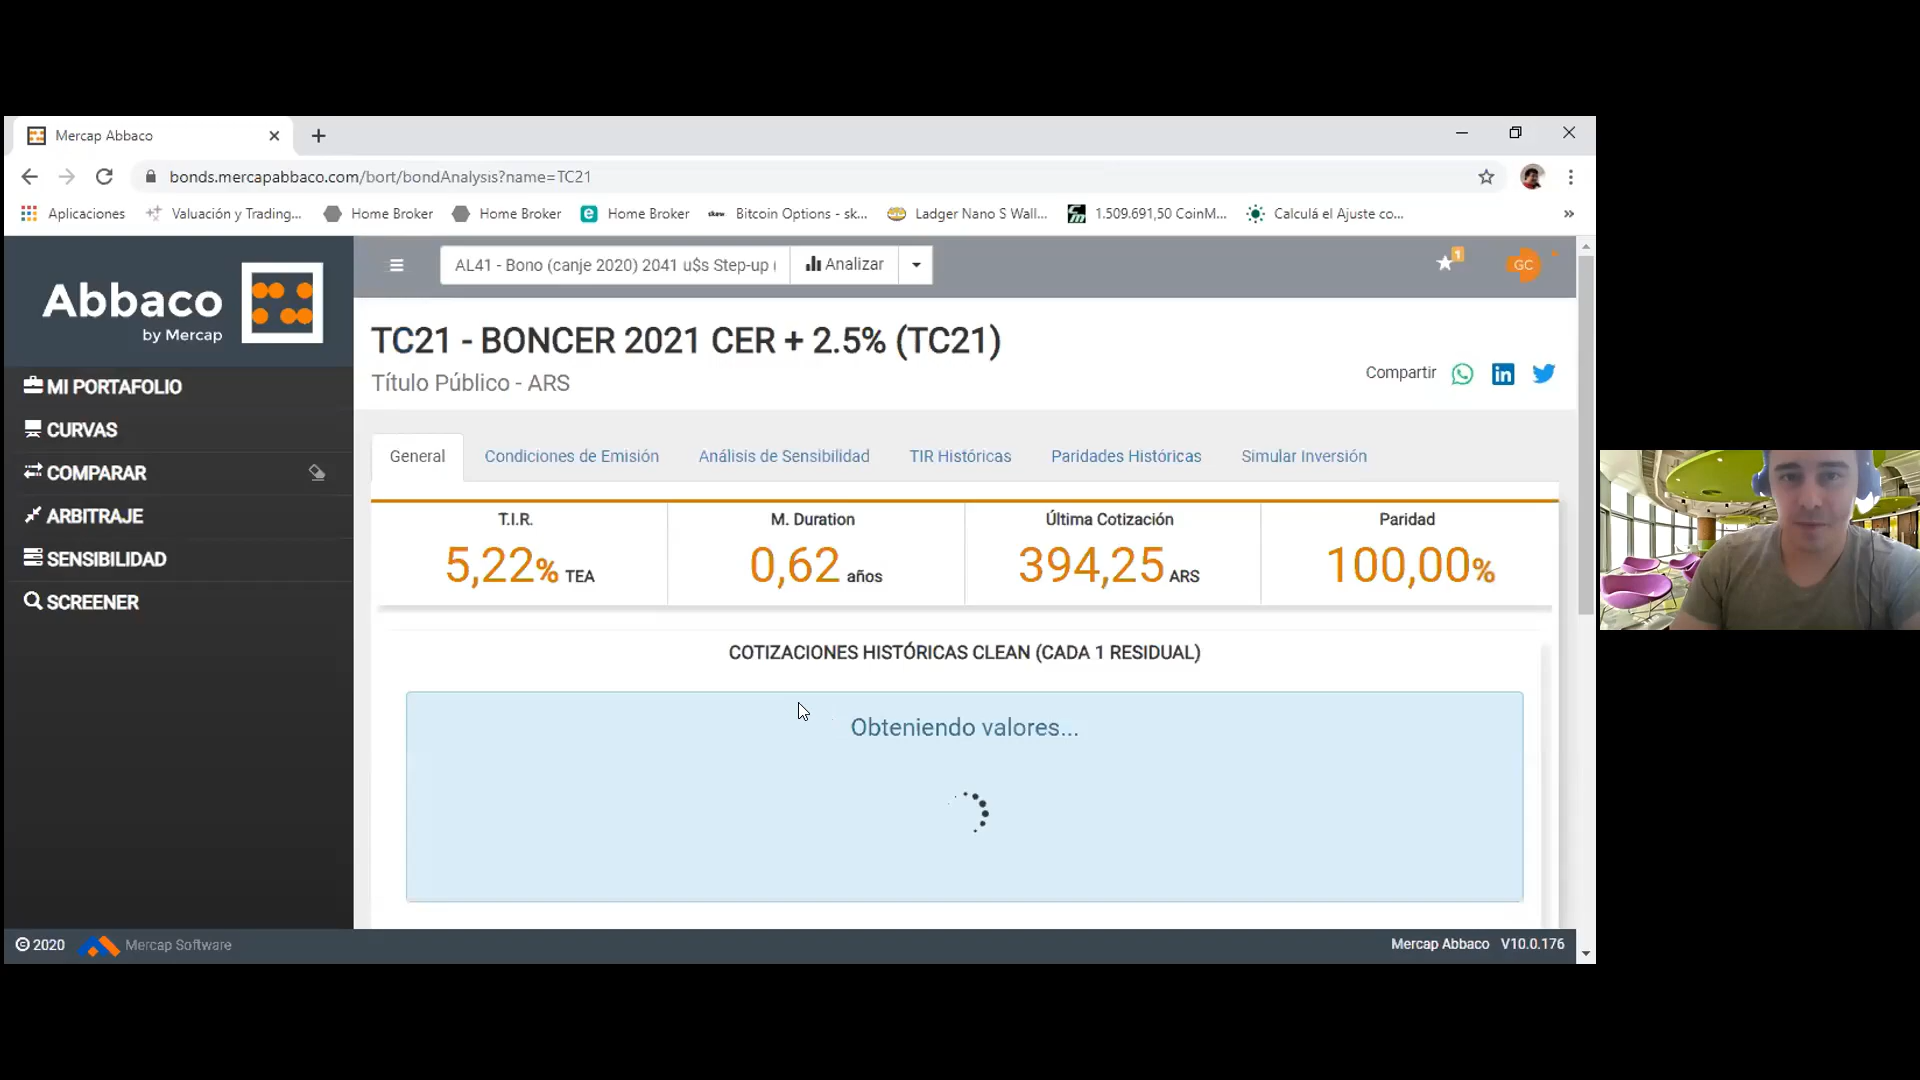 Mercap Abbaco
bonds.mercapabbaco.com/bort/bondAnalysis?name=TC21
Aplicaciones
Valuación y Trading...
Home Broker
Home Broker
e Home Broker
skew Bitcoin Options - sk...
Ladger Nano S Wall...
1.509.691,50 CoinM...
Calculá el Ajuste co...
»
Abbaco
by Mercap
AL41 - Bono (canje 2020) 2041 u$s Step-up (
Analizar
1
GC
TC21 - BONCER 2021 CER + 2.5% (TC21)
Título Público - ARS
Compartir
in
MI PORTAFOLIO
CURVAS
COMPARAR
ARBITRAJE
SENSIBILIDAD
SCREENER
General
Condiciones de Emisión
Análisis de Sensibilidad
TIR Históricas
Paridades Históricas
Simular Inversión
T.I.R.
5,22% TEA
M. Duration
0,62 años
Última Cotización
394,25 ARS
Paridad
100,00%
COTIZACIONES HISTÓRICAS CLEAN (CADA 1 RESIDUAL)
Obteniendo valores...
© 2020
Mercap Software
Mercap Abbaco V10.0.176